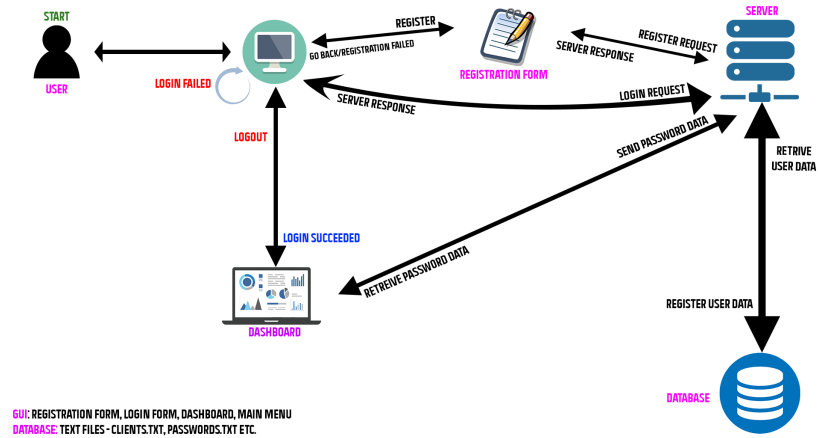 START
USER
LOGIN FAILED
REGISTER
GO BACK/REGISTRATION FAILED
REGISTRATION FORM
REGISTER REQUEST
SERVER RESPONSE
SERVER
LOGIN REQUEST
SERVER RESPONSE
LOGOUT
SEND PASSWORD DATA
RETRIVE
USER DATA
LOGIN SUCCEEDED
RETREIVE PASSWORD DATA
DASHBOARD
REGISTER USER DATA
DATABASE
GUI: REGISTRATION FORM, LOGIN FORM, DASHBOARD, MAIN MENU
DATABASE: TEXT FILES - CLIENTS.TXT, PASSWORDS.TXT ETC.